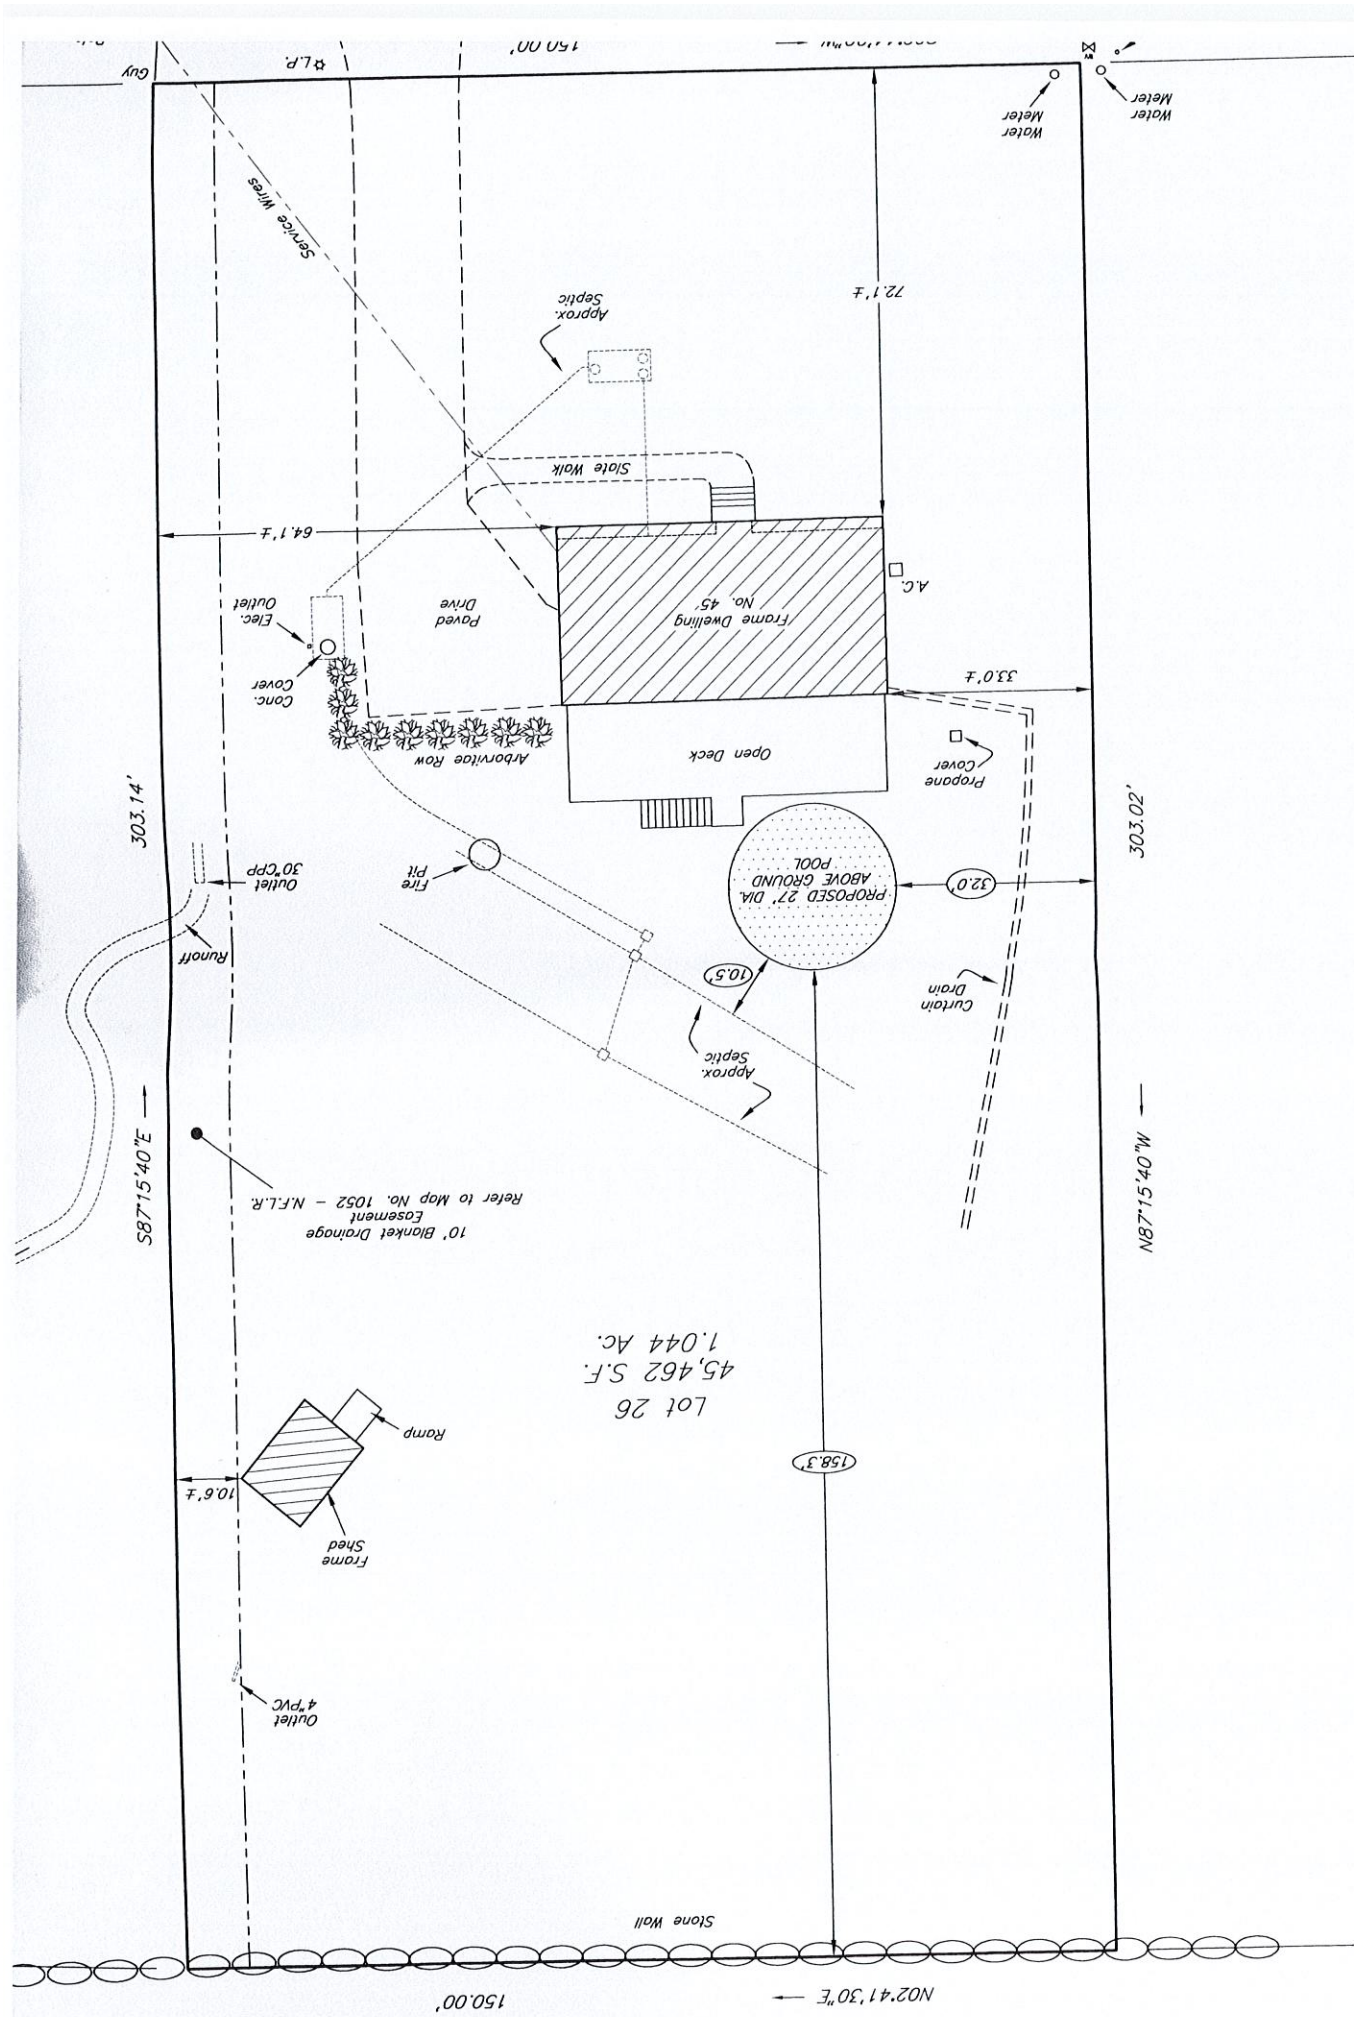 N02°41'30"E
150.00'
Stone Wall
Outlet
4"PVC
Frame
Shed
10.6'±
158.3'
Ramp
Lot 26
45,462 S.F.
1.044 Ac.
10' Blanket Drainage
Easement
Refer to Map No. 1052 - N.F.L.R.
N87°15'40"W
S87°15'40"E
Approx.
Septic
Curtain
Drain
10.5'
Runoff
32.0'
PROPOSED 27' DIA.
ABOVE GROUND
POOL
Fire
Pit
Outlet
30"CPP
303.02'
303.14'
Propane
Cover
Open Deck
Arborvitae Row
33.0'±
Conc.
Cover
Frame Dwelling
No. 45
Paved
Drive
Elec.
Outlet
A.C.
64.1'±
Slate Walk
Approx.
Septic
72.1'±
Service Wires
Water
Meter
Water
Meter
WV
Guy
L.P.
150.00'